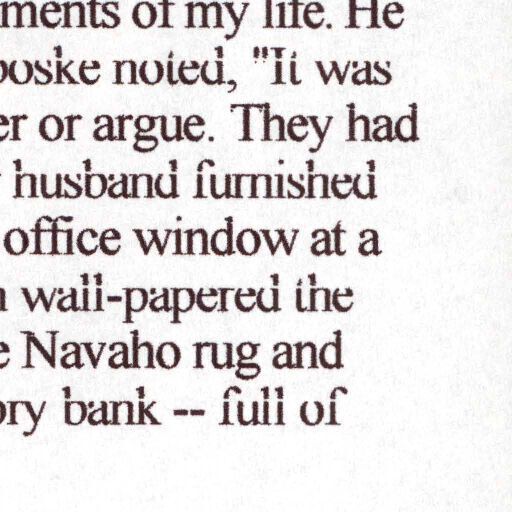 ments of my life. He
oske noted, "It was
er or argue. They had
husband furnished
office window at a
wall-papered the
e Navaho rug and
ory bank -- full of